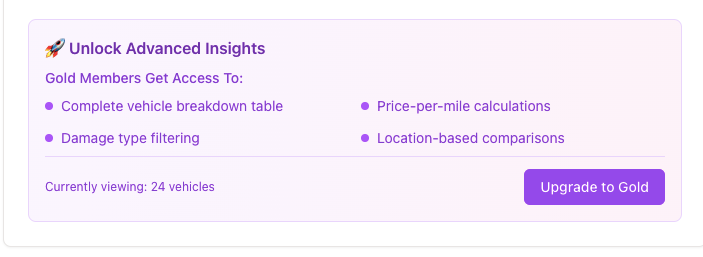 🚀 Unlock Advanced Insights
Gold Members Get Access To:
Complete vehicle breakdown table
Price-per-mile calculations
Damage type filtering
Location-based comparisons
Currently viewing: 24 vehicles
Upgrade to Gold